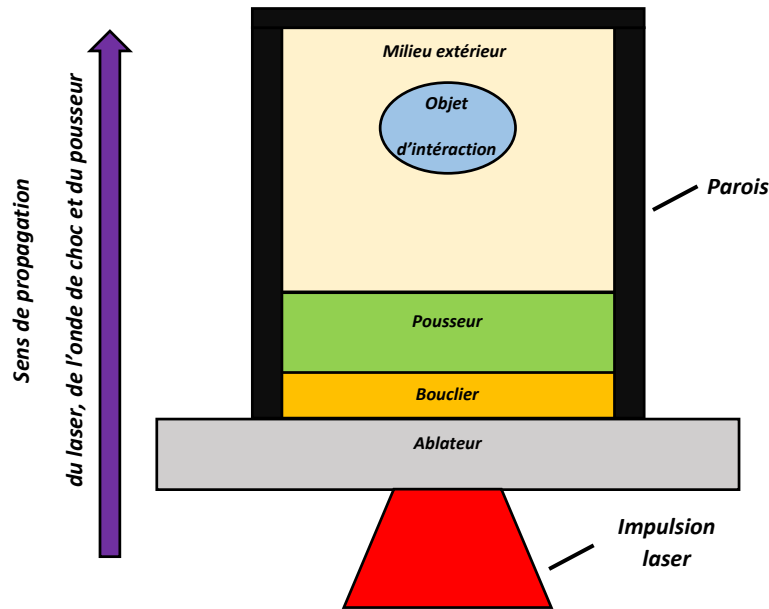 Milieu extérieur
Objet
d'intéraction
Parois
Pousseur
Bouclier
Ablateur
Impulsion
laser
Sens de propagation
du laser, de l'onde de choc et du pousseur